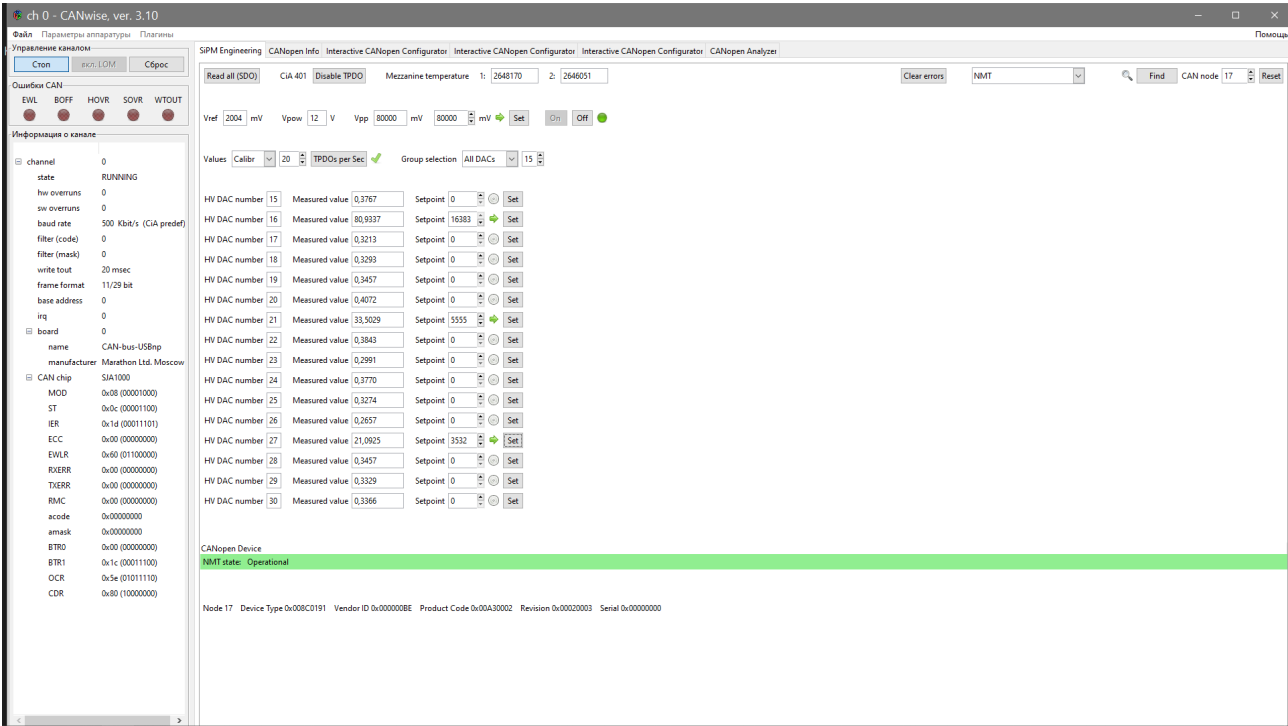 ch 0 - CANwise, ver. 3.10
Файл Параметры аппаратуры Плагины Помощь
Управление каналом
Стоп вкл. LOM Сброс
Ошибки CAN
EWL BOFF HOVR SOVR WTOUT
Информация о канале
channel 0
state RUNNING
hw overruns 0
sw overruns 0
baud rate 500 Kbit/s (CiA predef)
filter (code) 0
filter (mask) 0
write tout 20 msec
frame format 11/29 bit
base address 0
irq 0
board 0
name CAN-bus-USBnp
manufacturer Marathon Ltd. Moscow
CAN chip SJA1000
MOD 0x08 (00001000)
ST 0x0c (00001100)
IER 0x1d (00011101)
ECC 0x00 (00000000)
EWLR 0x60 (01100000)
RXERR 0x00 (00000000)
TXERR 0x00 (00000000)
RMC 0x00 (00000000)
acode 0x00000000
amask 0x00000000
BTR0 0x00 (00000000)
BTR1 0x1c (00011100)
OCR 0x5e (01011110)
CDR 0x80 (10000000)
SiPM Engineering CANopen Info Interactive CANopen Configurator Interactive CANopen Configurator Interactive CANopen Configurator CANopen Analyzer
Read all (SDO) CiA 401 Disable TPDO Mezzanine temperature 1: 2648170 2: 2646051 Clear errors NMT Find CAN node 17 Reset
Vref 2004 mV Vpow 12 V Vpp 80000 mV 80000 mV Set On Off
Values Calibr 20 TPDOs per Sec Group selection All DACs 15
HV DAC number 15 Measured value 0,3767 Setpoint 0 Set
HV DAC number 16 Measured value 80,9337 Setpoint 16383 Set
HV DAC number 17 Measured value 0,3213 Setpoint 0 Set
HV DAC number 18 Measured value 0,3293 Setpoint 0 Set
HV DAC number 19 Measured value 0,3457 Setpoint 0 Set
HV DAC number 20 Measured value 0,4072 Setpoint 0 Set
HV DAC number 21 Measured value 33,5029 Setpoint 5555 Set
HV DAC number 22 Measured value 0,3843 Setpoint 0 Set
HV DAC number 23 Measured value 0,2991 Setpoint 0 Set
HV DAC number 24 Measured value 0,3770 Setpoint 0 Set
HV DAC number 25 Measured value 0,3274 Setpoint 0 Set
HV DAC number 26 Measured value 0,2657 Setpoint 0 Set
HV DAC number 27 Measured value 21,0925 Setpoint 3532 Set
HV DAC number 28 Measured value 0,3457 Setpoint 0 Set
HV DAC number 29 Measured value 0,3329 Setpoint 0 Set
HV DAC number 30 Measured value 0,3366 Setpoint 0 Set
CANopen Device
NMT state: Operational
Node 17 Device Type 0x008C0191 Vendor ID 0x000000BE Product Code 0x00A30002 Revision 0x00020003 Serial 0x00000000